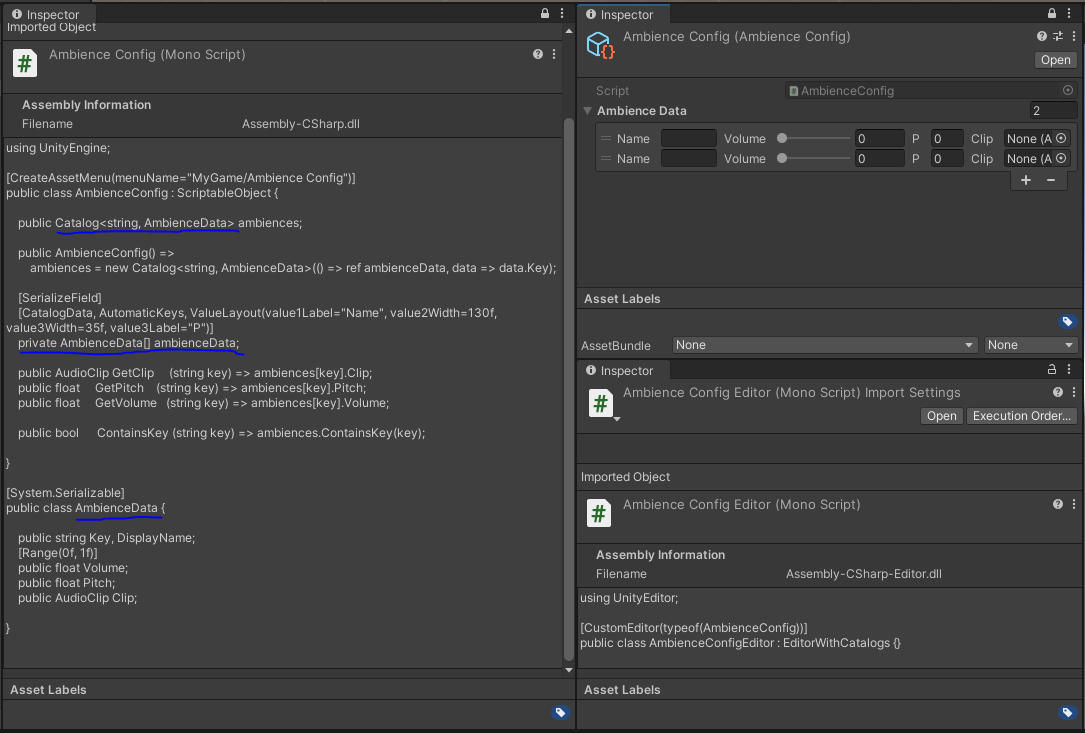 Inspector
Imported Object
Ambience Config (Mono Script)
Assembly Information
Filename Assembly-CSharp.dll
using UnityEngine;
[CreateAssetMenu(menuName="MyGame/Ambience Config")]
public class AmbienceConfig : ScriptableObject {
public Catalog<string, AmbienceData> ambiences;
public AmbienceConfig() =>
ambiences = new Catalog<string, AmbienceData>(() => ref ambienceData, data => data.Key);
[SerializeField]
[CatalogData, AutomaticKeys, ValueLayout(value1Label="Name", value2Width=130f,
value3Width=35f, value3Label="P")]
private AmbienceData[] ambienceData;
public AudioClip GetClip (string key) => ambiences[key].Clip;
public float GetPitch (string key) => ambiences[key].Pitch;
public float GetVolume (string key) => ambiences[key].Volume;
public bool ContainsKey (string key) => ambiences.ContainsKey(key);
}
[System.Serializable]
public class AmbienceData {
public string Key, DisplayName;
[Range(0f, 1f)]
public float Volume;
public float Pitch;
public AudioClip Clip;
}
Asset Labels
Inspector
Ambience Config (Ambience Config)
Open
Script AmbienceConfig
Ambience Data 2
Name Volume 0 P 0 Clip None (A
Name Volume 0 P 0 Clip None (A
+ −
Asset Labels
AssetBundle None None
Inspector
Ambience Config Editor (Mono Script) Import Settings
Open Execution Order...
Imported Object
Ambience Config Editor (Mono Script)
Assembly Information
Filename Assembly-CSharp-Editor.dll
using UnityEditor;
[CustomEditor(typeof(AmbienceConfig))]
public class AmbienceConfigEditor : EditorWithCatalogs {}
Asset Labels